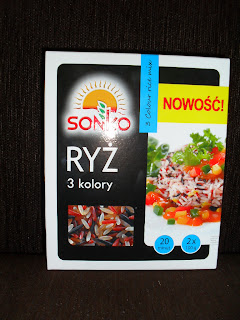 SONKO
RYŻ
3 kolory
3 Colour rice mix
NOWOŚĆ!
20
2x